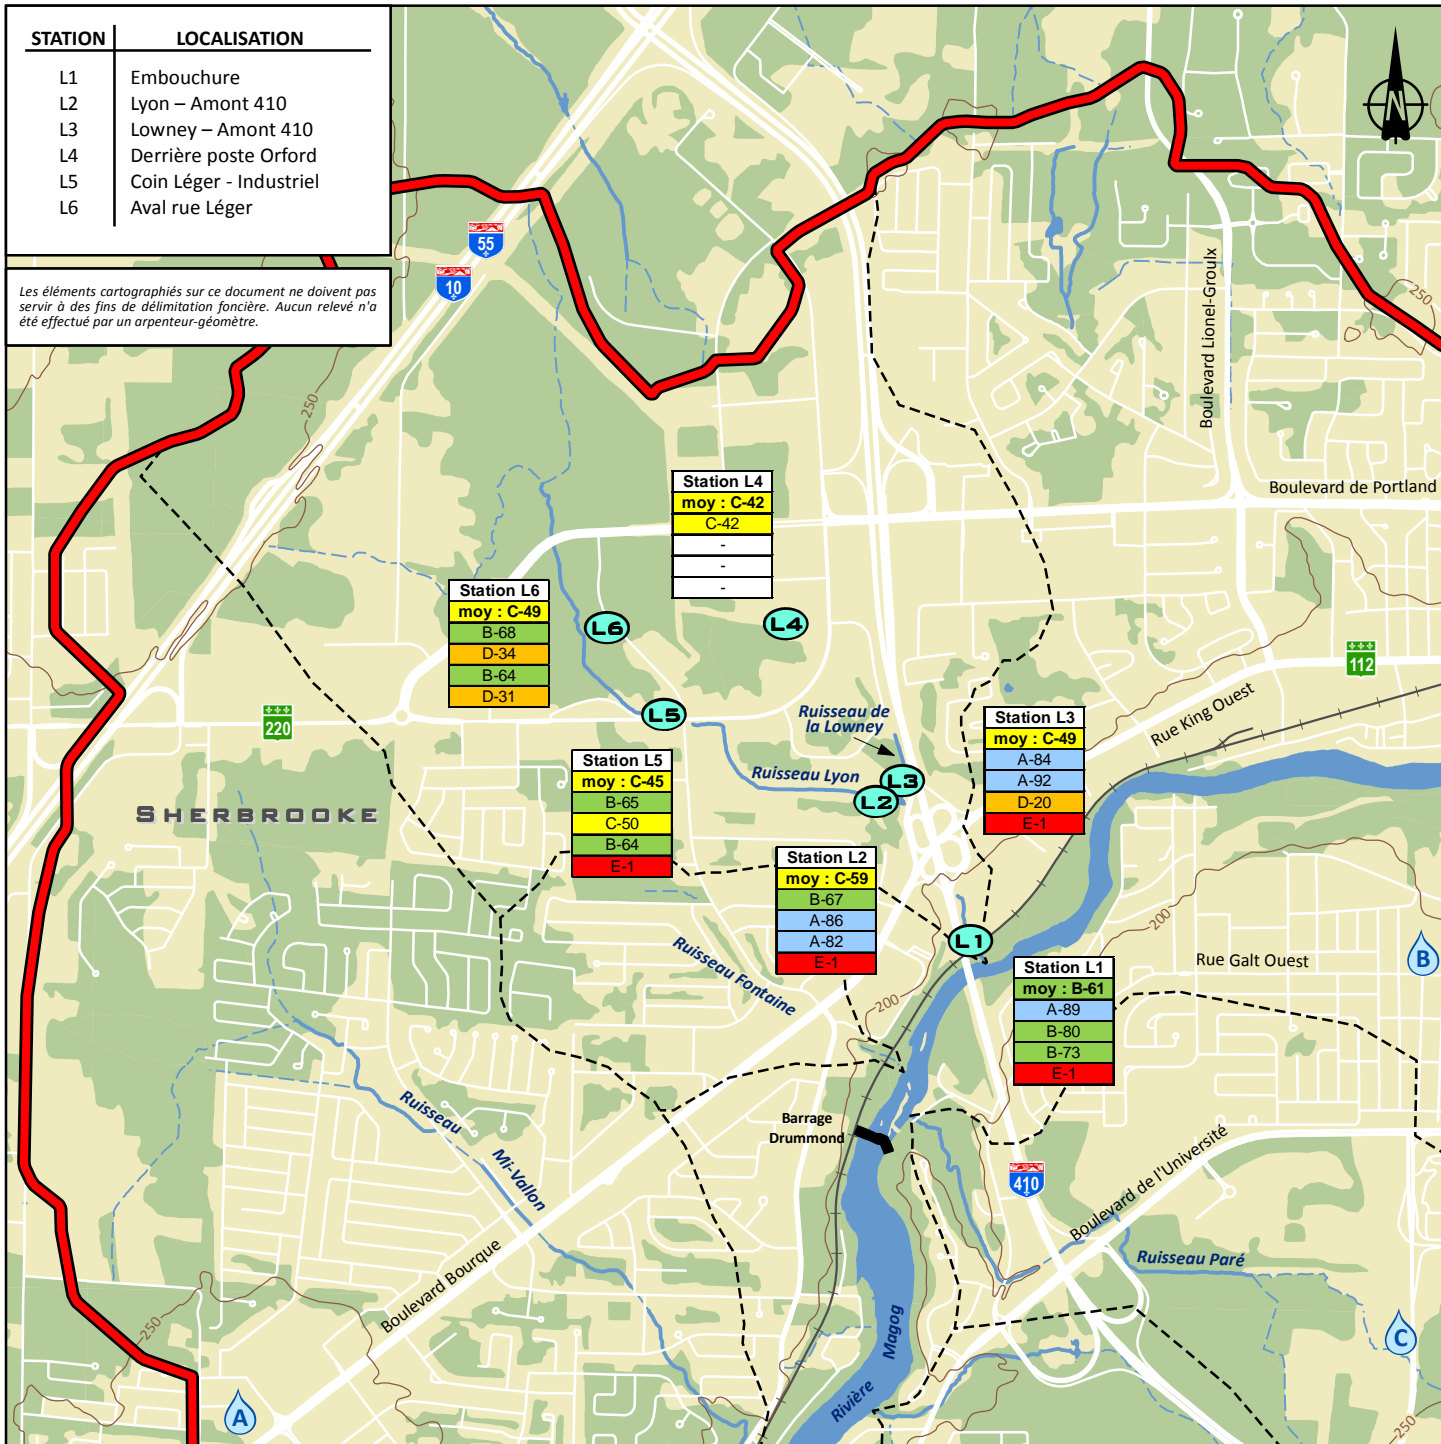 STATION LOCALISATION
L1 Embouchure
L2 Lyon – Amont 410
L3 Lowney – Amont 410
L4 Derrière poste Orford
L5 Coin Léger - Industriel
L6 Aval rue Léger
Les éléments cartographiés sur ce document ne doivent pas
servir à des fins de délimitation foncière. Aucun relevé n'a
été effectué par un arpenteur-géomètre.
N
55
10
250
250
Boulevard Lionel-Groulx
Boulevard de Portland
Station L4
moy : C-42
C-42
-
-
-
Station L6
moy : C-49
B-68
D-34
B-64
D-31
L6
L4
L5
112
220
Rue King Ouest
Ruisseau de
la Lowney
Station L3
moy : C-49
A-84
A-92
D-20
E-1
Ruisseau Lyon
L3
L2
SHERBROOKE
Station L5
moy : C-45
B-65
C-50
B-64
E-1
Station L2
moy : C-59
B-67
A-86
A-82
E-1
L1
200
Rue Galt Ouest
B
Ruisseau Fontaine
200
Station L1
moy : B-61
A-89
B-80
B-73
E-1
Ruisseau
Mi-Vallon
Barrage
Drummond
410
Boulevard de l'Université
Ruisseau Paré
Boulevard Bourque
250
Rivière
Magog
A
C
250